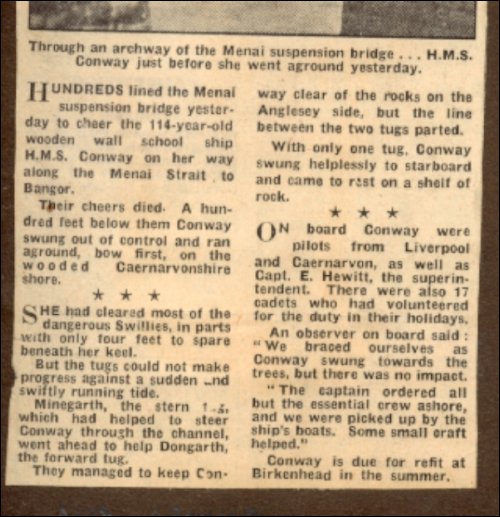 Through an archway of the Menai suspension bridge . . . H.M.S.
Conway just before she went aground yesterday.
HUNDREDS lined the Menai
suspension bridge yester-
day to cheer the 114-year-old
wooden wall school ship
H.M.S. Conway on her way
along the Menai Strait to
Bangor.
Their cheers died. A hun-
dred feet below them Conway
swung out of control and ran
aground, bow first, on the
wooded Caernarvonshire
shore.
★ ★ ★
SHE had cleared most of the
dangerous Swillies, in parts
with only four feet to spare
beneath her keel.
But the tugs could not make
progress against a sudden and
swiftly running tide.
Minegarth, the stern tug,
which had helped to steer
Conway through the channel,
went ahead to help Dongarth,
the forward tug.
They managed to keep Con-
way clear of the rocks on the
Anglesey side, but the line
between the two tugs parted.
With only one tug, Conway
swung helplessly to starboard
and came to rest on a shelf of
rock.
★ ★ ★
ON board Conway were
pilots from Liverpool
and Caernarvon, as well as
Capt. E. Hewitt, the superin-
tendent. There were also 17
cadets who had volunteered
for the duty in their holidays.
An observer on board said :
"We braced ourselves as
Conway swung towards the
trees, but there was no impact.
"The captain ordered all
but the essential crew ashore,
and we were picked up by the
ship's boats. Some small craft
helped."
Conway is due for refit at
Birkenhead in the summer.